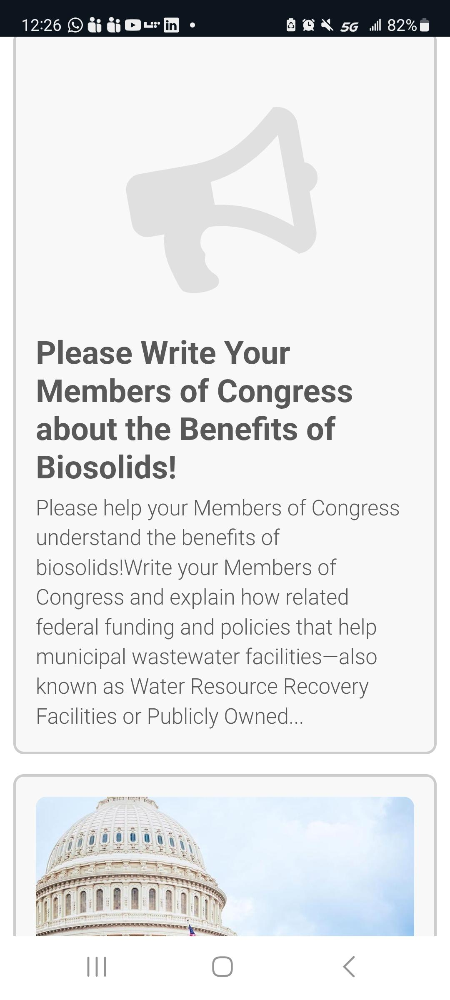 12:26
5G
82%
Please Write Your
Members of Congress
about the Benefits of
Biosolids!
Please help your Members of Congress
understand the benefits of
biosolids!Write your Members of
Congress and explain how related
federal funding and policies that help
municipal wastewater facilities—also
known as Water Resource Recovery
Facilities or Publicly Owned...